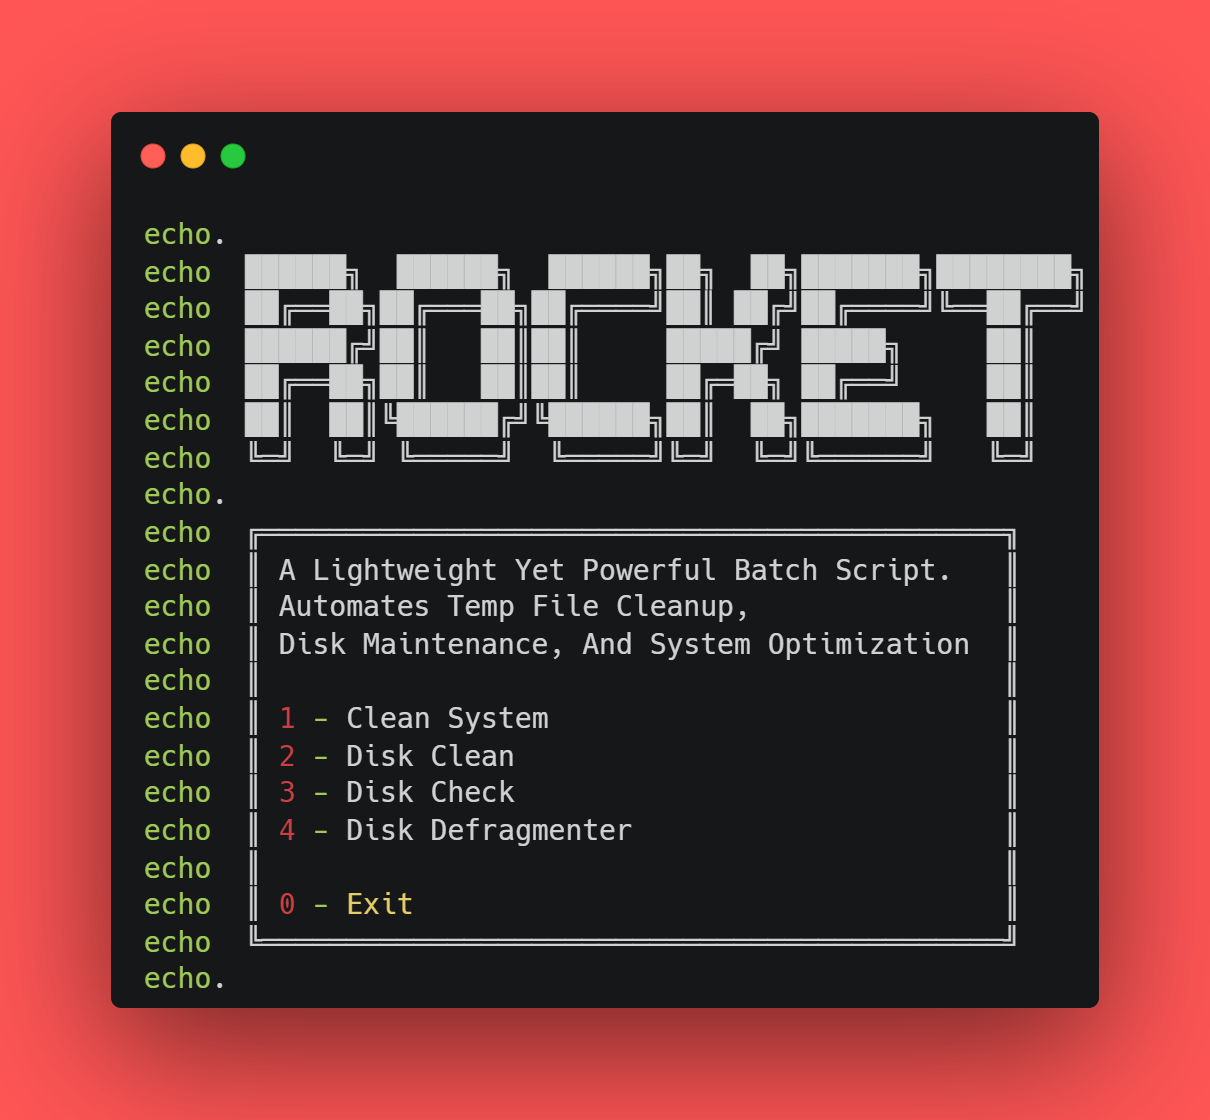 echo.
echo  ██████╗  ██████╗  ██████╗██╗  ██╗███████╗████████╗
echo  ██╔══██╗██╔═══██╗██╔════╝██║ ██╔╝██╔════╝╚══██╔══╝
echo  ██████╔╝██║   ██║██║     █████╔╝ █████╗     ██║
echo  ██╔══██╗██║   ██║██║     ██╔═██╗ ██╔══╝     ██║
echo  ██║  ██║╚██████╔╝╚██████╗██║  ██╗███████╗   ██║
echo  ╚═╝  ╚═╝ ╚═════╝  ╚═════╝╚═╝  ╚═╝╚══════╝   ╚═╝
echo.
echo  ╔════════════════════════════════════════════╗
echo  ║ A Lightweight Yet Powerful Batch Script.   ║
echo  ║ Automates Temp File Cleanup,               ║
echo  ║ Disk Maintenance, And System Optimization  ║
echo  ║                                            ║
echo  ║ 1 - Clean System                           ║
echo  ║ 2 - Disk Clean                             ║
echo  ║ 3 - Disk Check                             ║
echo  ║ 4 - Disk Defragmenter                      ║
echo  ║                                            ║
echo  ║ 0 - Exit                                   ║
echo  ╚════════════════════════════════════════════╝
echo.